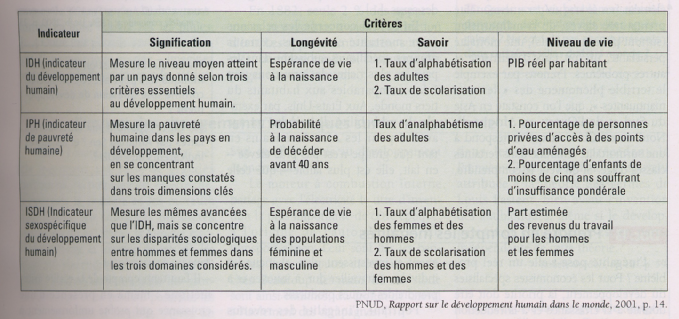 Indicateur
Critères
Signification
Longévité
Savoir
Niveau de vie
IDH (indicateur
du développement
humain)
Mesure le niveau moyen atteint
par un pays donné selon trois
critères essentiels
au développement humain.
Espérance de vie
à la naissance
1. Taux d'alphabétisation
des adultes
2. Taux de scolarisation
PIB réel par habitant
IPH (indicateur
de pauvreté
humaine)
Mesure la pauvreté
humaine dans les pays en
développement,
en se concentrant
sur les manques constatés
dans trois dimensions clés
Probabilité
à la naissance
de décéder
avant 40 ans
Taux d'analphabétisme
des adultes
1. Pourcentage de personnes
privées d'accès à des points
d'eau aménagés
2. Pourcentage d'enfants de
moins de cinq ans souffrant
d'insuffisance pondérale
ISDH (Indicateur
sexospécifique
du développement
humain)
Mesure les mêmes avancées
que l'IDH, mais se concentre
sur les disparités sociologiques
entre hommes et femmes dans
les trois domaines considérés.
Espérance de vie
à la naissance
des populations
féminine et
masculine
1. Taux d'alphabétisation
des femmes et des
hommes
2. Taux de scolarisation
des hommes et des
femmes
Part estimée
des revenus du travail
pour les hommes
et les femmes
PNUD, Rapport sur le développement humain dans le monde, 2001, p. 14.